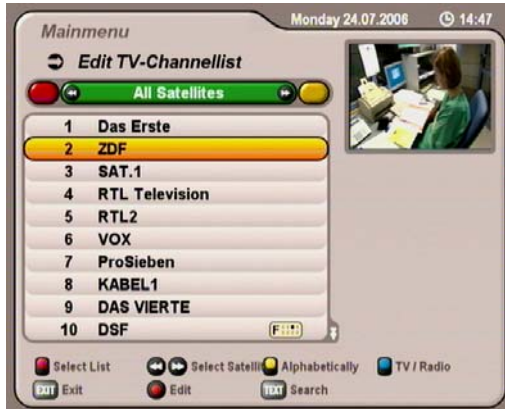 Monday 24.07.2006 14:47
Mainmenu
Edit TV-Channellist
All Satellites
1 Das Erste
2 ZDF
3 SAT.1
4 RTL Television
5 RTL2
6 VOX
7 ProSieben
8 KABEL1
9 DAS VIERTE
10 DSF F
Select List Select Satelli Alphabetically TV / Radio
EXIT Exit Edit TEXT Search